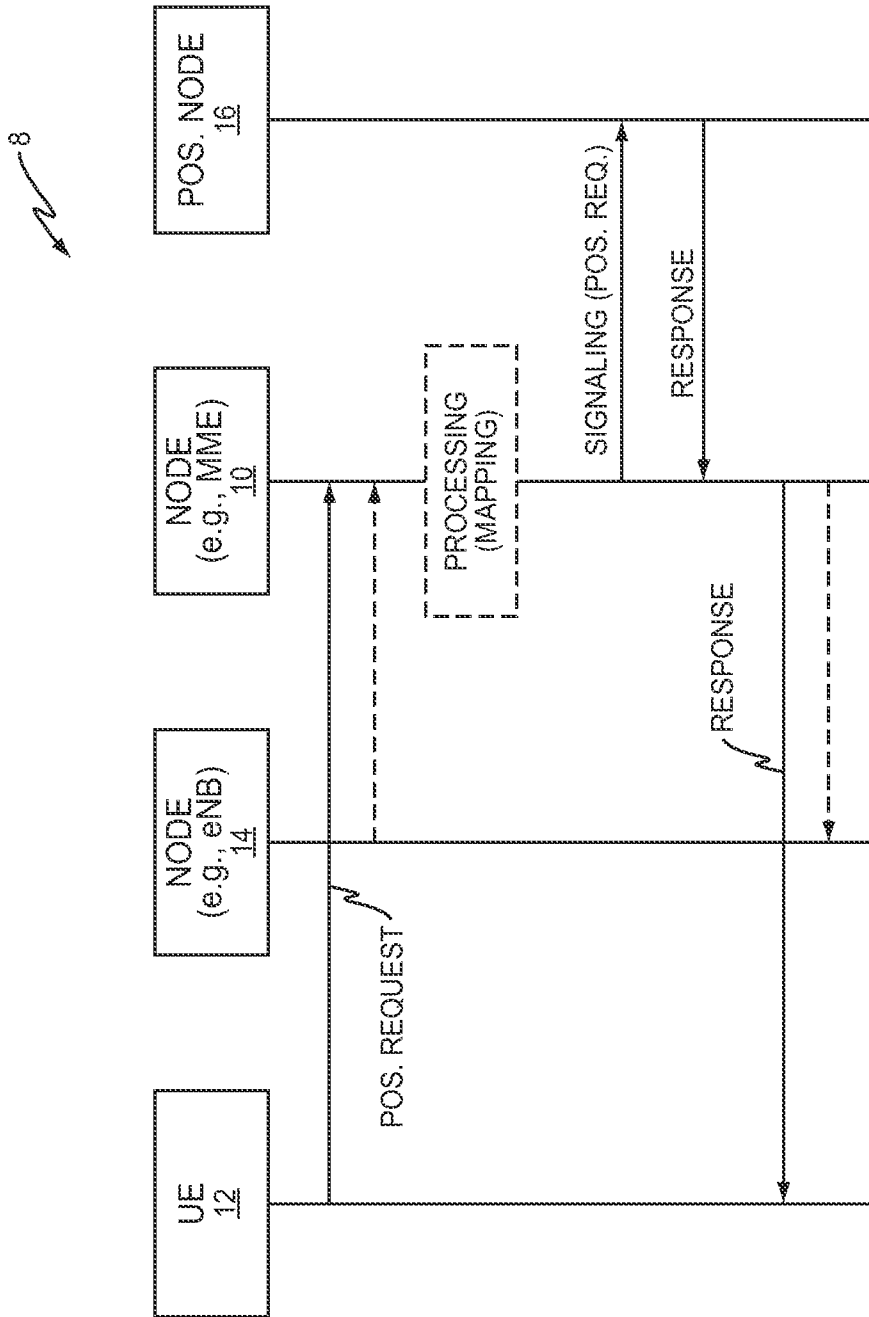 8
UE
12
NODE
(e.g., eNB)
14
NODE
(e.g., MME)
10
POS. NODE
16
POS. REQUEST
PROCESSING
(MAPPING)
SIGNALING (POS. REQ.)
RESPONSE
RESPONSE